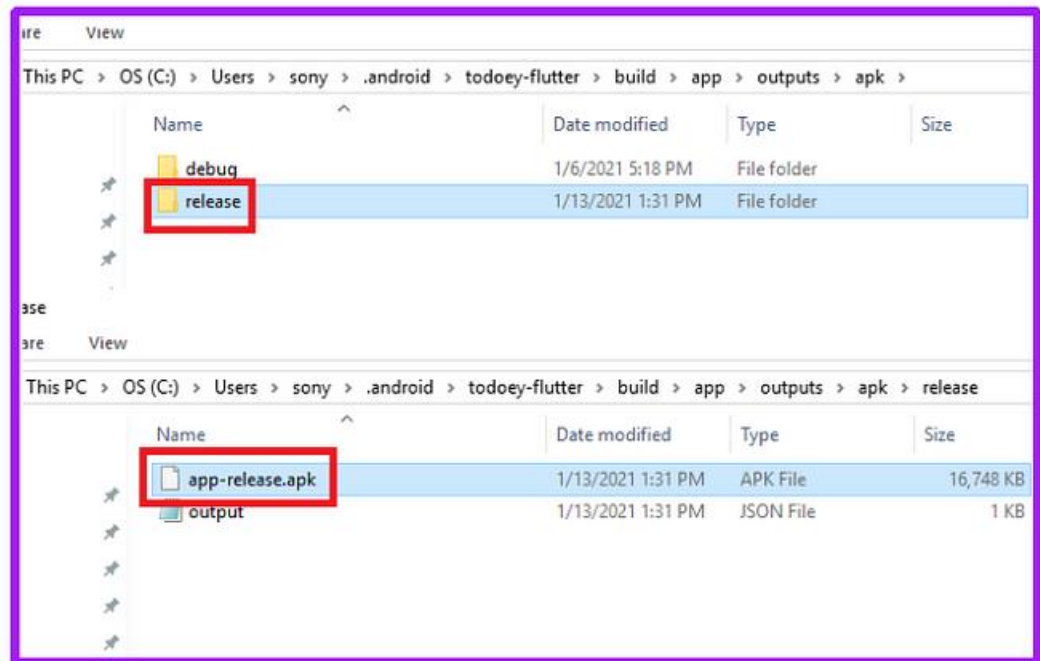 are View
This PC > OS (C:) > Users > sony > .android > todoey-flutter > build > app > outputs > apk >
Name Date modified Type Size
debug 1/6/2021 5:18 PM File folder
release 1/13/2021 1:31 PM File folder
ase
are View
This PC > OS (C:) > Users > sony > .android > todoey-flutter > build > app > outputs > apk > release
Name Date modified Type Size
app-release.apk 1/13/2021 1:31 PM APK File 16,748 KB
output 1/13/2021 1:31 PM JSON File 1 KB